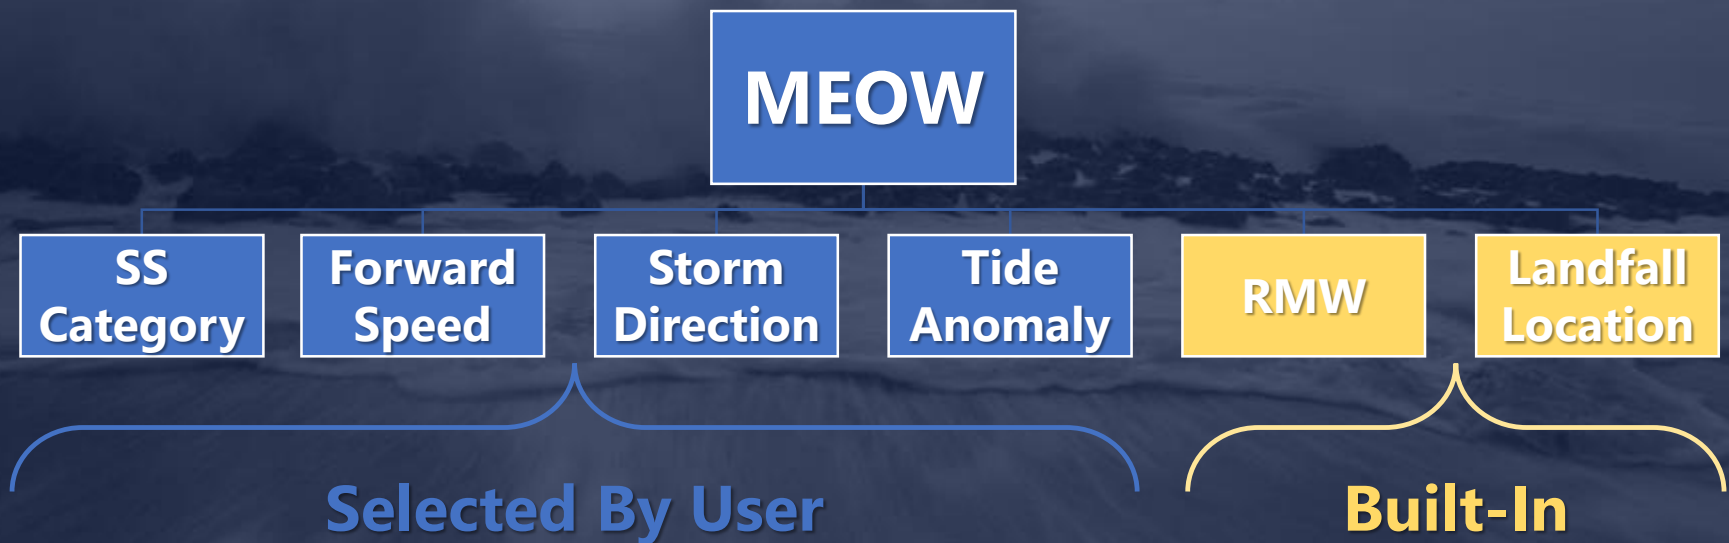 MEOW
SS
Category
Forward
Speed
Storm
Direction
Tide
Anomaly
RMW
Landfall
Location
Selected By User
Built-In